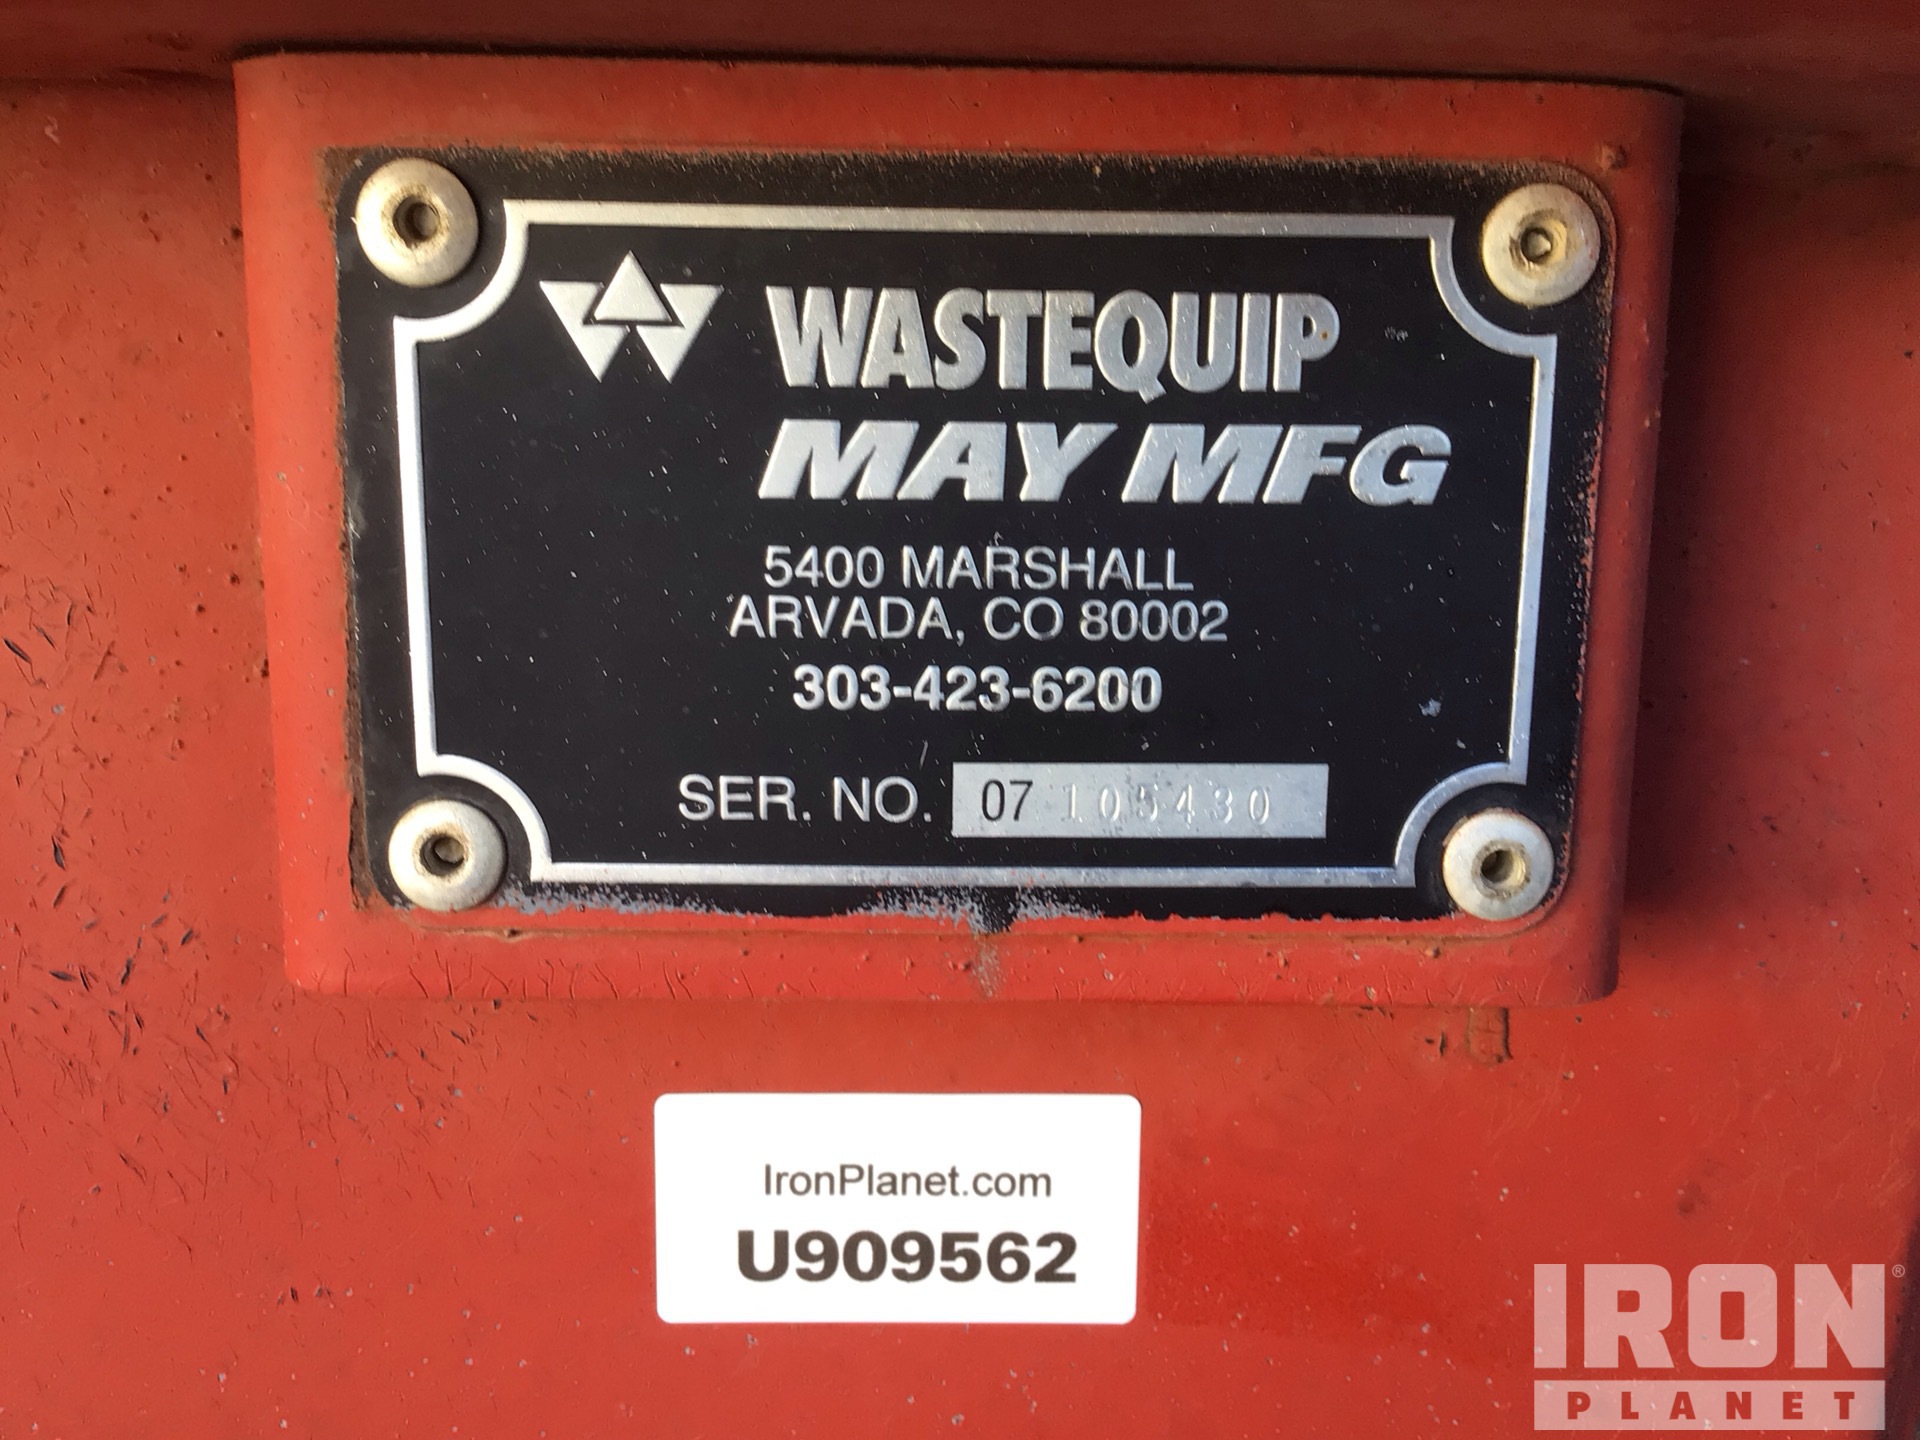 WASTEQUIP
MAY MFG
5400 MARSHALL
ARVADA, CO 80002
303-423-6200
SER. NO. 07 105430
IronPlanet.com
U909562
IRON®
PLANET